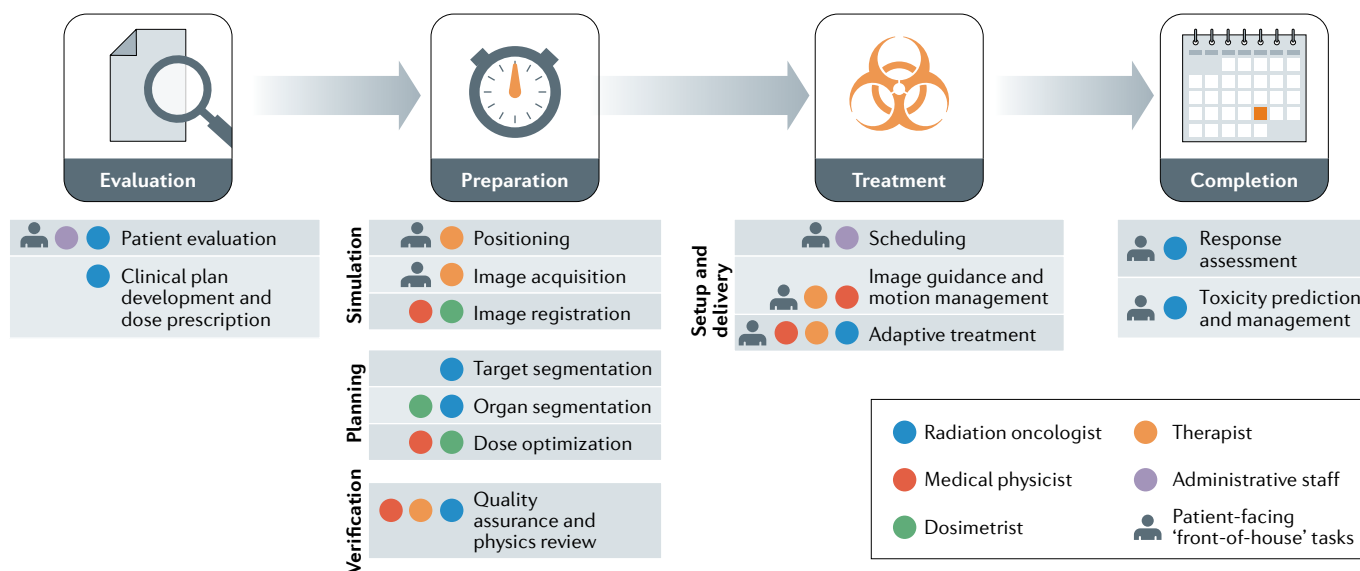 Evaluation
Preparation
Treatment
Completion
Patient evaluation
Clinical plan
development and
dose prescription
Simulation
Positioning
Image acquisition
Image registration
Planning
Target segmentation
Organ segmentation
Dose optimization
Verification
Quality
assurance and
physics review
Setup and
delivery
Scheduling
Image guidance and
motion management
Adaptive treatment
Response
assessment
Toxicity prediction
and management
Radiation oncologist
Medical physicist
Dosimetrist
Therapist
Administrative staff
Patient-facing
‘front-of-house’ tasks